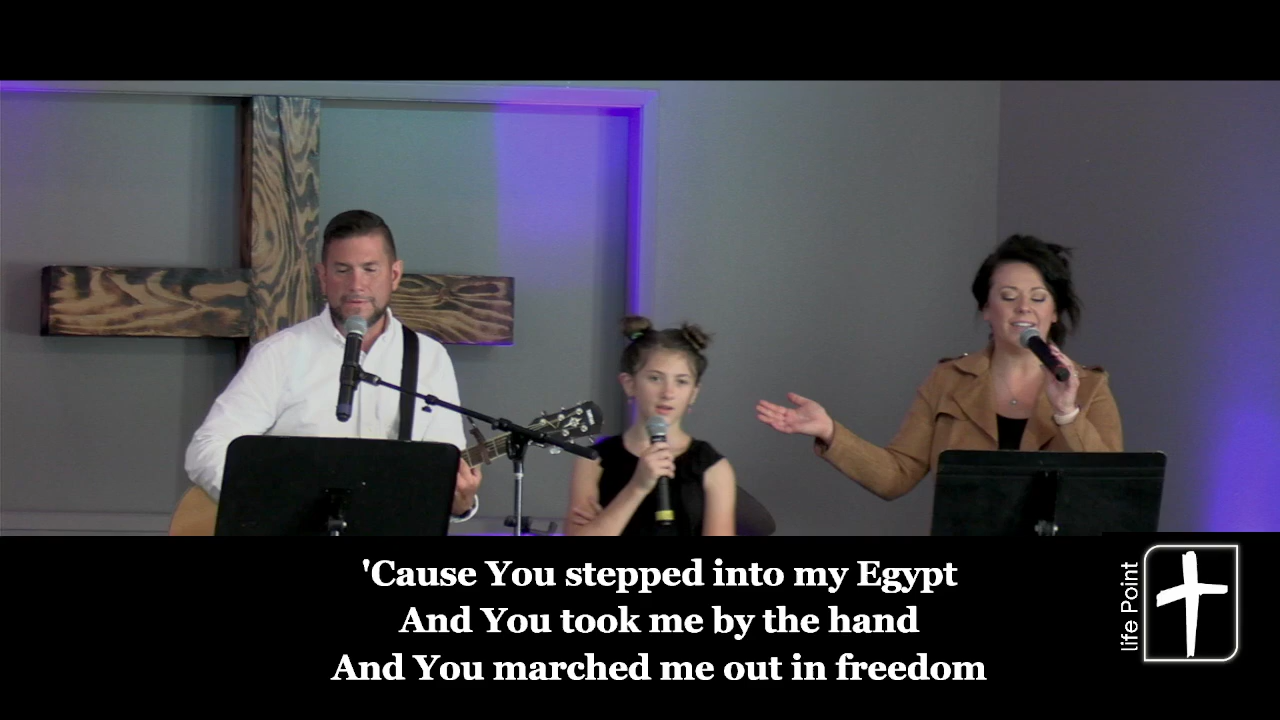 'Cause You stepped into my Egypt
And You took me by the hand
And You marched me out in freedom
life Point